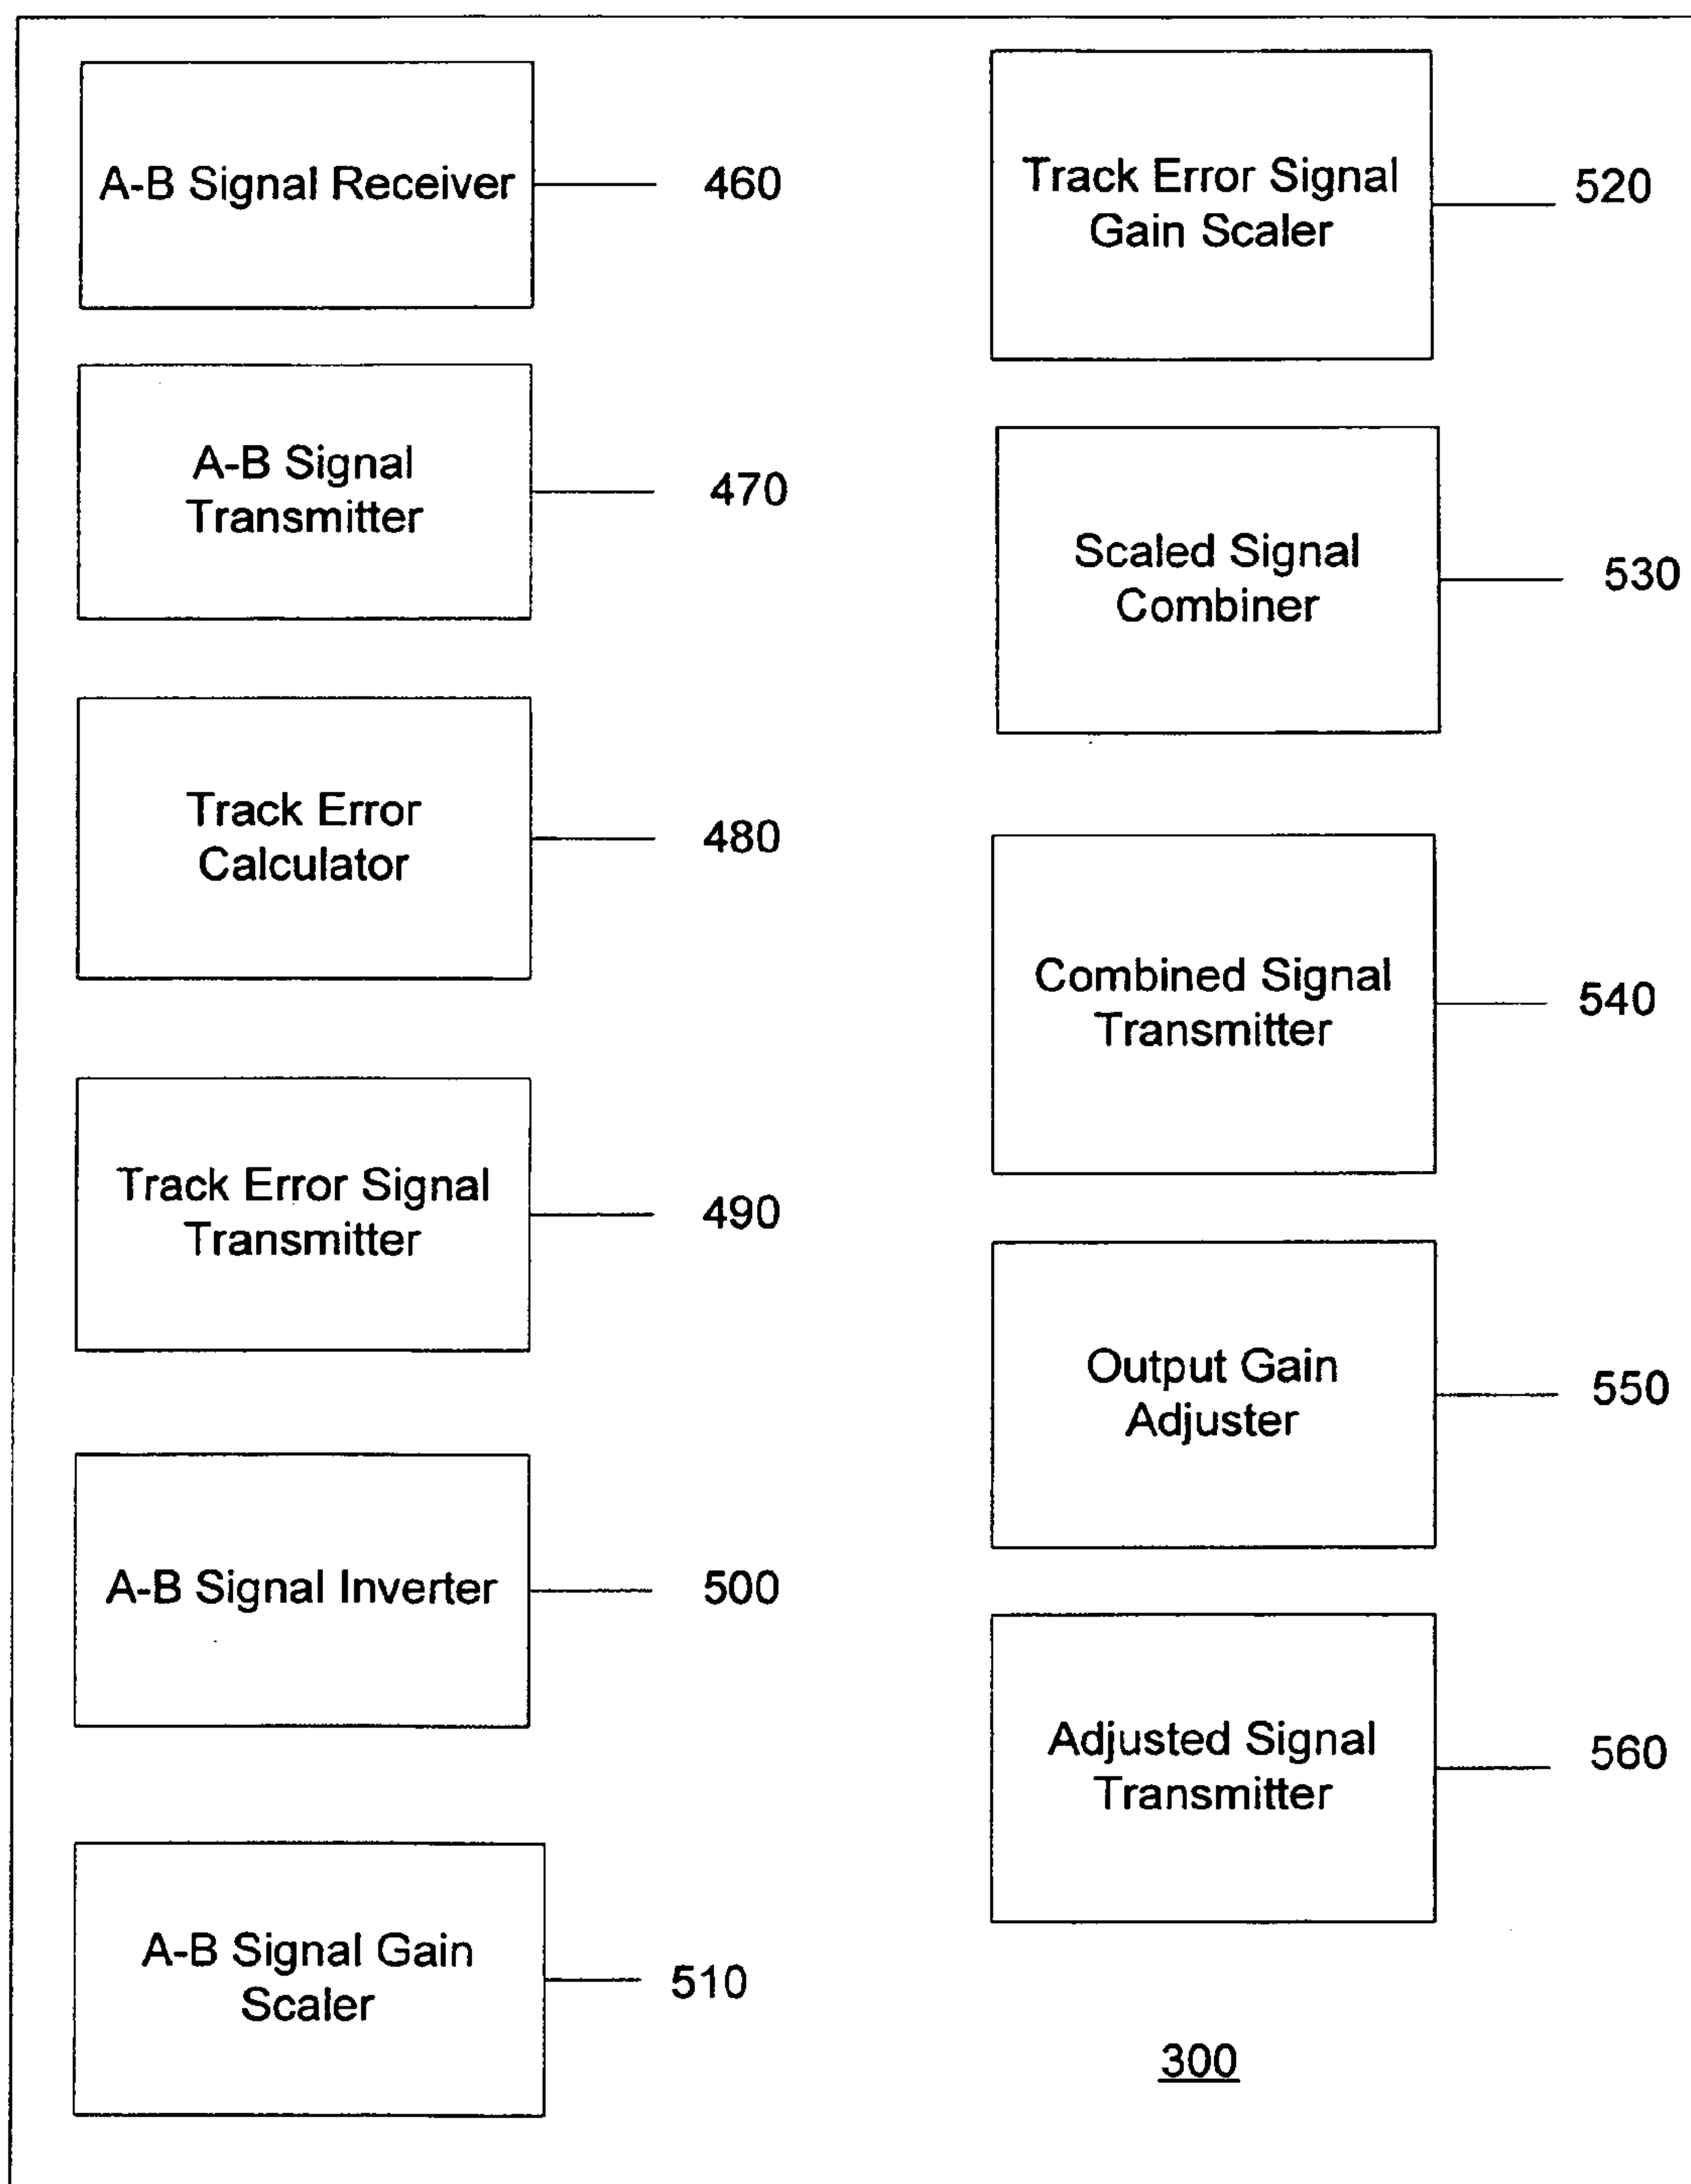 A-B Signal Receiver
460
A-B Signal
Transmitter
470
Track Error
Calculator
480
Track Error Signal
Transmitter
490
A-B Signal Inverter
500
A-B Signal Gain
Scaler
510
Track Error Signal
Gain Scaler
520
Scaled Signal
Combiner
530
Combined Signal
Transmitter
540
Output Gain
Adjuster
550
Adjusted Signal
Transmitter
560
300